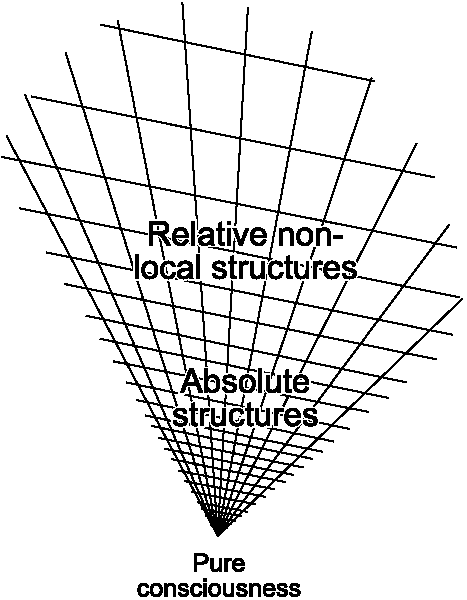 Relative non-
local structures
Absolute
structures
Pure
consciousness